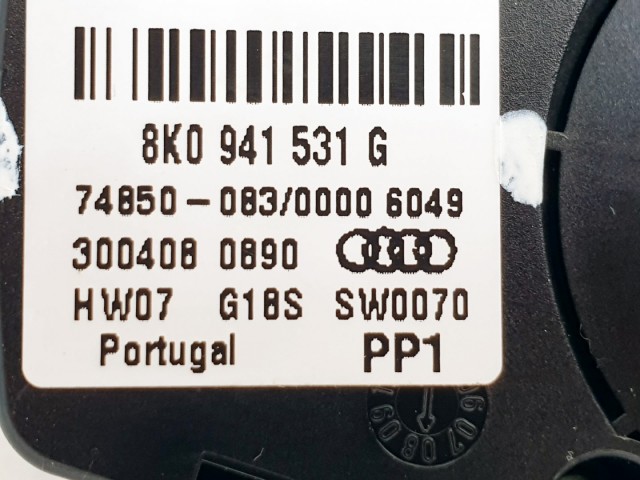 8K0 941 531 G
74850-083/0000 6049
300408 0890
HW07 G18S SW0070
Portugal PP1